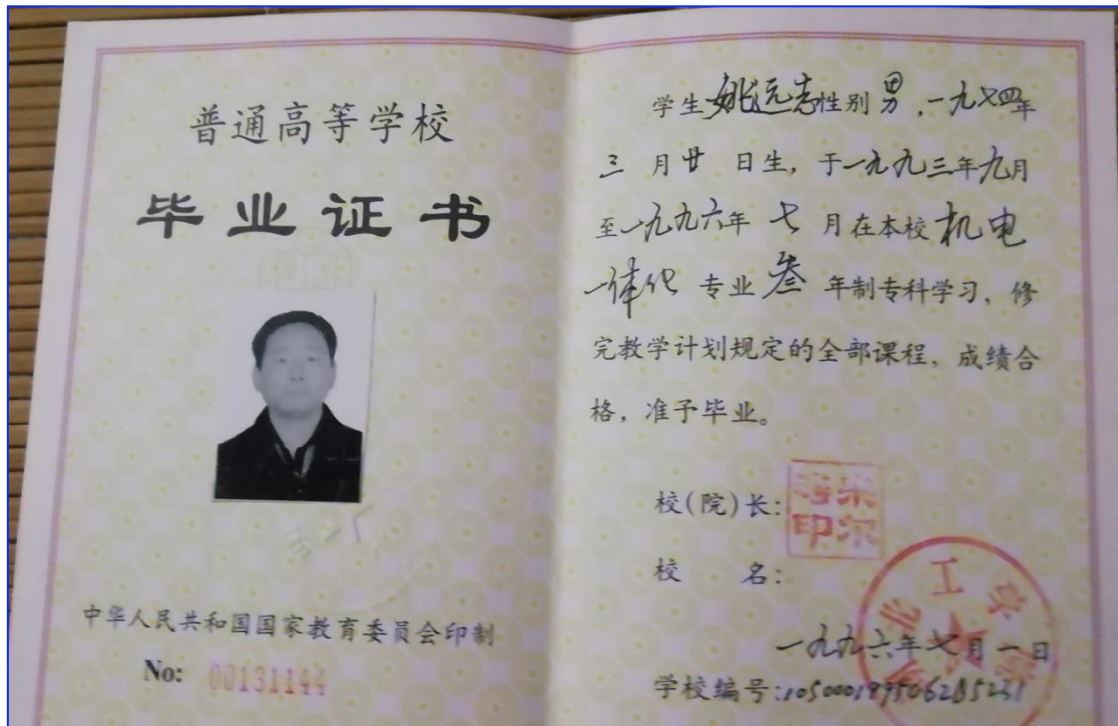 普通高等学校
毕业证书
中华人民共和国国家教育委员会印制
No: 00131144
学生姚远志性别男,一九七四年
三月廿日生,于一九九三年九月
至一九九六年七月在本校机电
一体化专业叁年制专科学习,修
完教学计划规定的全部课程,成绩合
格,准予毕业。
校(院)长:
校名:
一九九六年七月一日
学校编号: